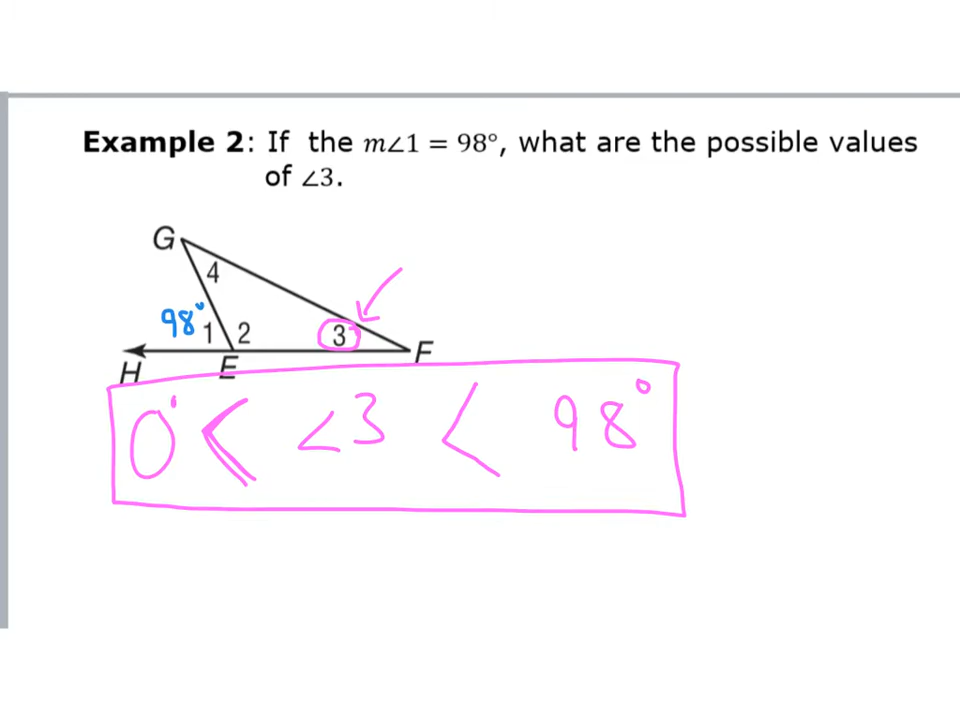 Example 2: If the m∠1 = 98°, what are the possible values
of ∠3.
G
4
98°
1 2
3
F
H
E
0° < ∠3 < 98°